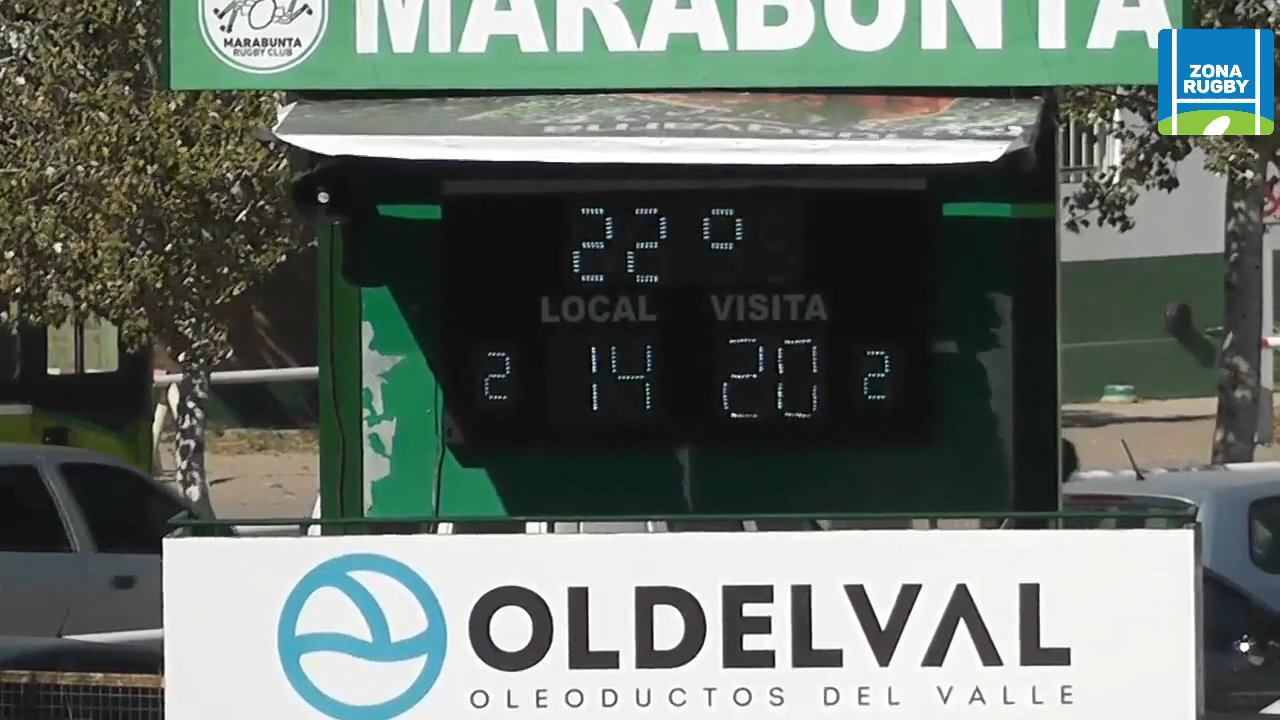 MARABUNTA
MARABUNTA
RUGBY CLUB
ZONA
RUGBY
22°
LOCAL VISITA
2 14 20 2
OLDELVAL
OLEODUCTOS DEL VALLE